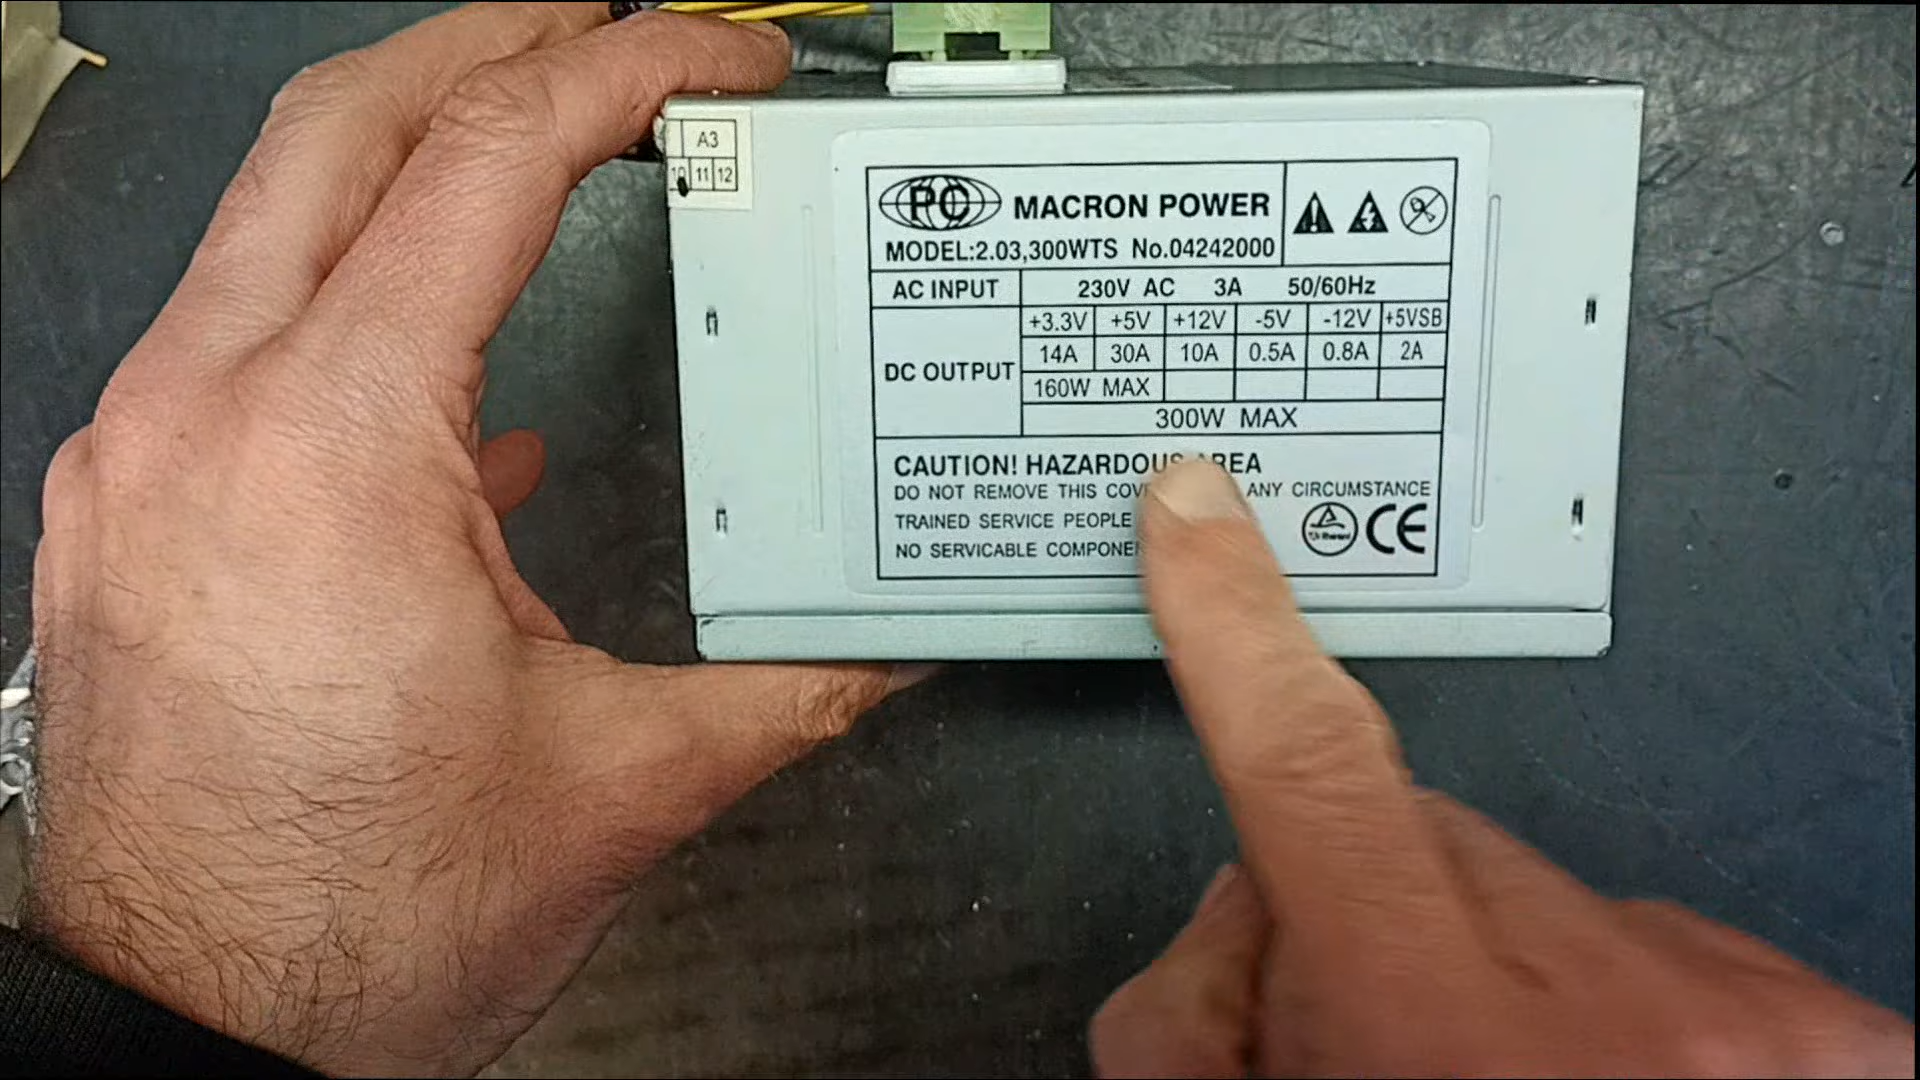 A3
10 11 12
PC MACRON POWER
MODEL:2.03,300WTS No.04242000
AC INPUT 230V AC 3A 50/60Hz
+3.3V +5V +12V -5V -12V +5VSB
DC OUTPUT 14A 30A 10A 0.5A 0.8A 2A
160W MAX
300W MAX
CAUTION! HAZARDOUS AREA
DO NOT REMOVE THIS ANY CIRCUMSTANCE
TRAINED SERVICE PEOPLE
NO SERVICABLE
CE